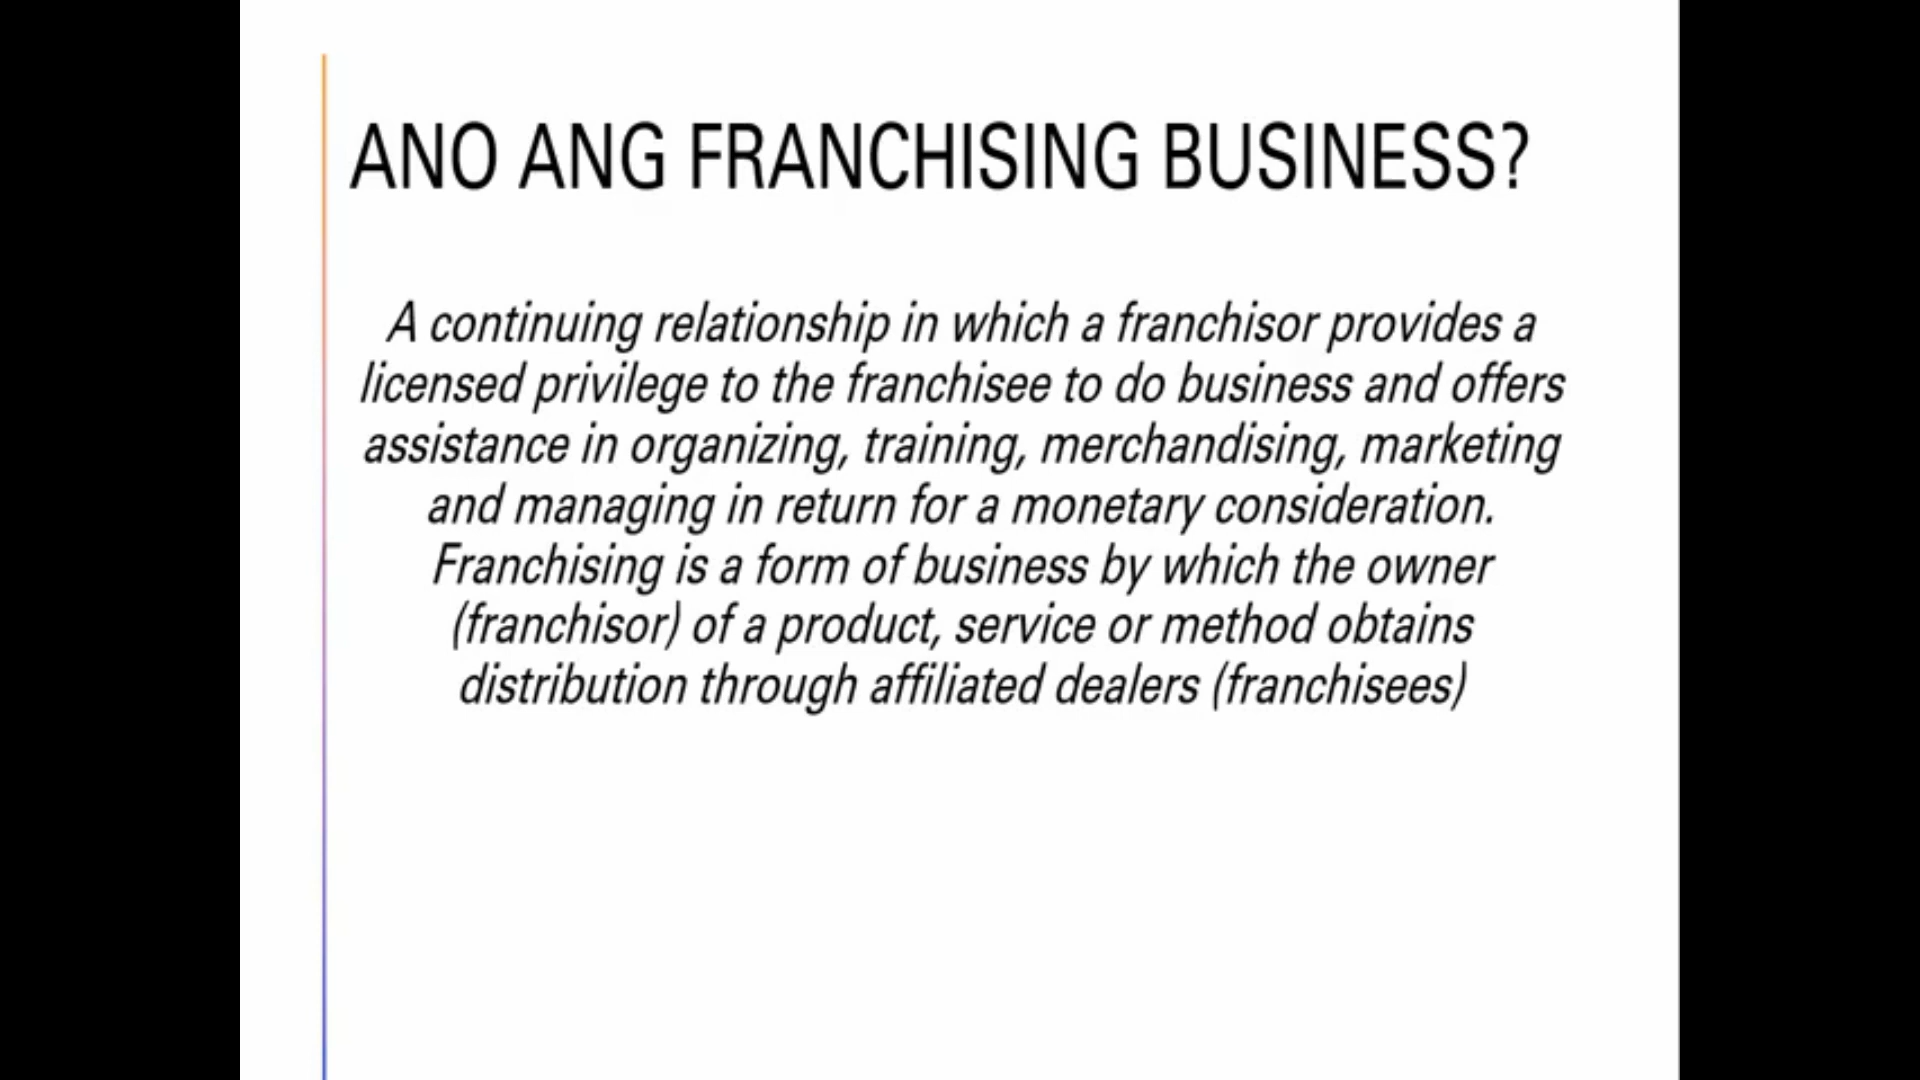 ANO ANG FRANCHISING BUSINESS?
A continuing relationship in which a franchisor provides a
licensed privilege to the franchisee to do business and offers
assistance in organizing, training, merchandising, marketing
and managing in return for a monetary consideration.
Franchising is a form of business by which the owner
(franchisor) of a product, service or method obtains
distribution through affiliated dealers (franchisees)